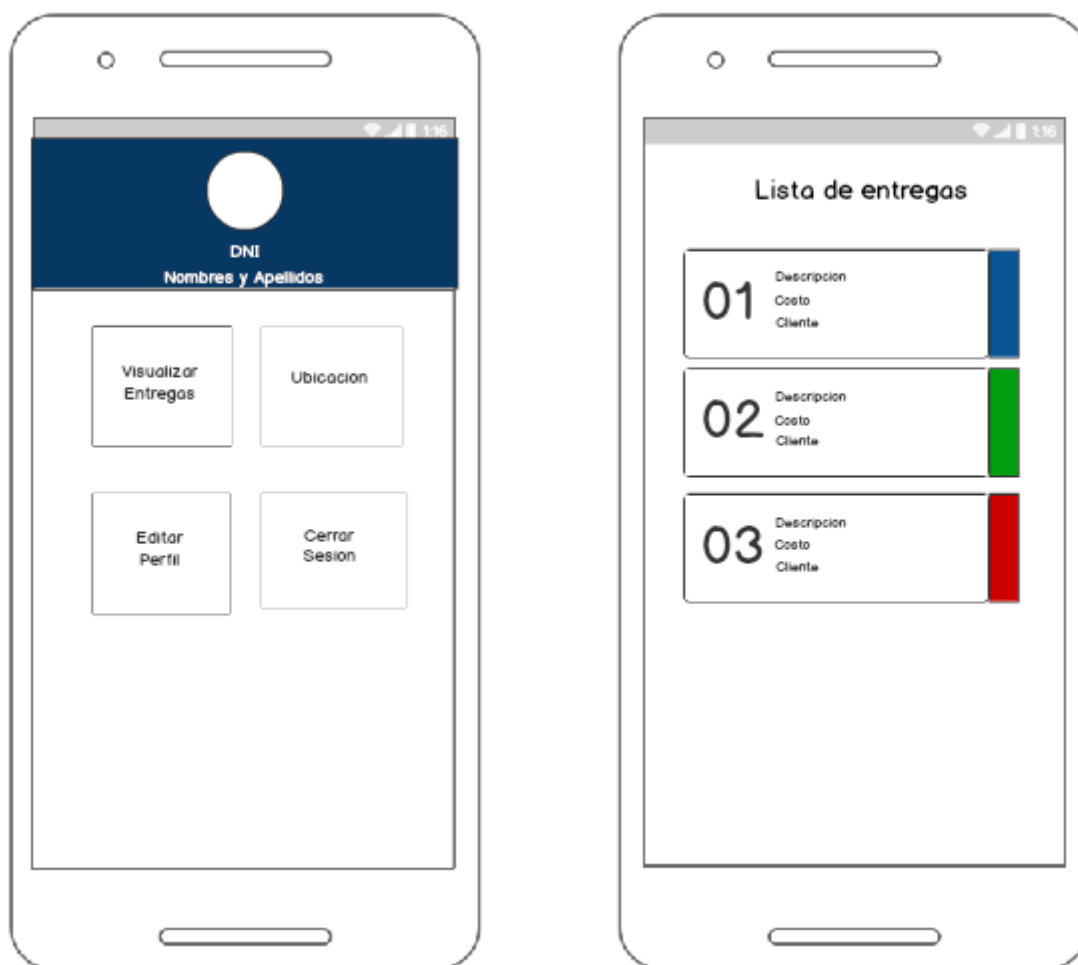 1:16
DNI
Nombres y Apellidos
Visualizar
Entregas
Ubicacion
Editar
Perfil
Cerrar
Sesion
1:16
Lista de entregas
01
Descripcion
Costo
Cliente
02
Descripcion
Costo
Cliente
03
Descripcion
Costo
Cliente